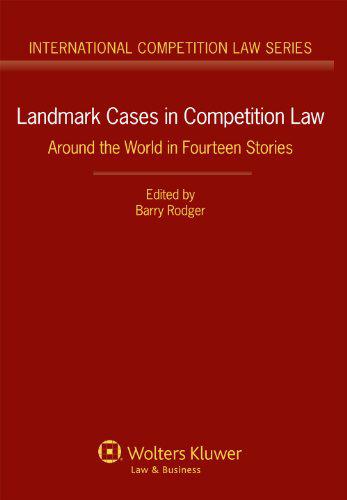 INTERNATIONAL COMPETITION LAW SERIES
Landmark Cases in Competition Law
Around the World in Fourteen Stories
Edited by
Barry Rodger
Wolters Kluwer
Law & Business